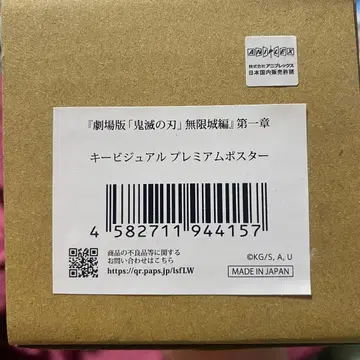 ANIPLEX
株式会社アニプレックス
日本国内販売許諾
『劇場版「鬼滅の刃」無限城編』第一章
キービジュアル プレミアムポスター
4 582711 944157
商品の不良品等に関する
お問い合わせはこちら
https://qr.paps.jp/lsfLW
©KG/S, A, U
MADE IN JAPAN